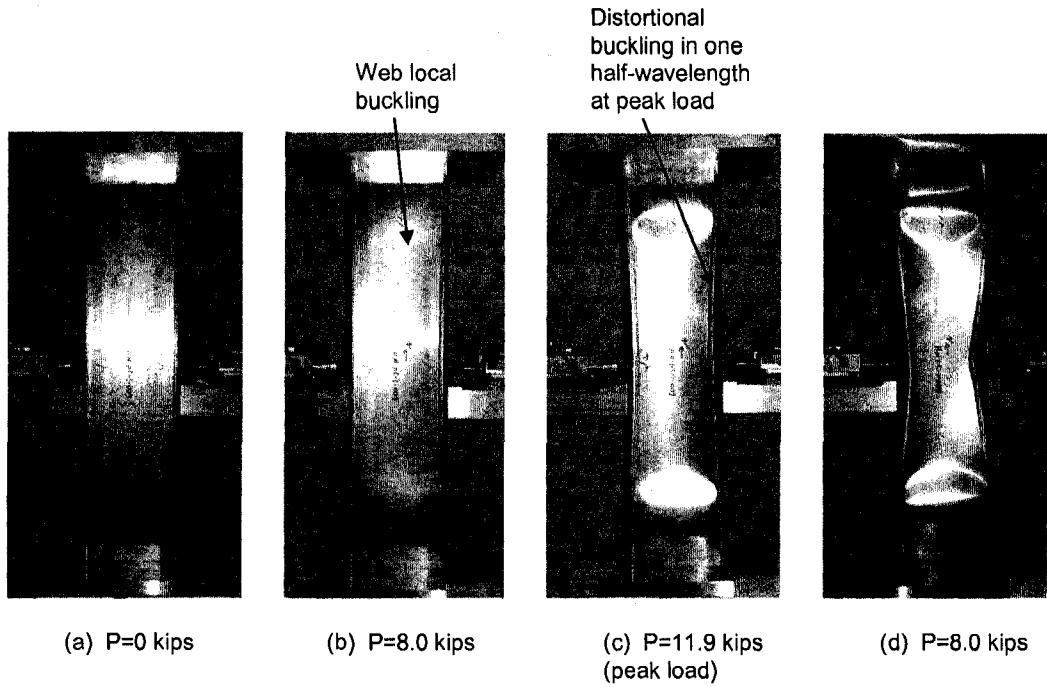 Web local
buckling
Distortional
buckling in one
half-wavelength
at peak load
(a) P=0 kips
(b) P=8.0 kips
(c) P=11.9 kips
(peak load)
(d) P=8.0 kips